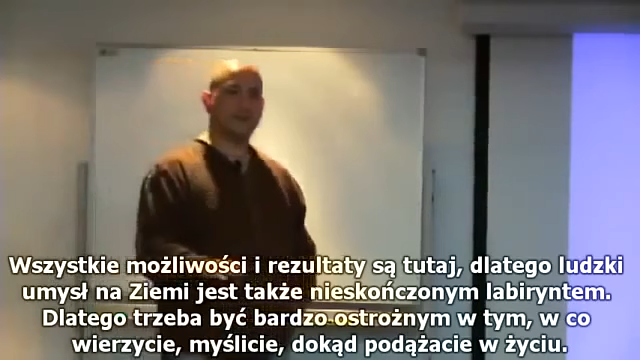 Wszystkie możliwości i rezultaty są tutaj, dlatego ludzki
umysł na Ziemi jest także nieskończonym labiryntem.
Dlatego trzeba być bardzo ostrożnym w tym, w co
wierzycie, myślicie, dokąd podążacie w życiu.